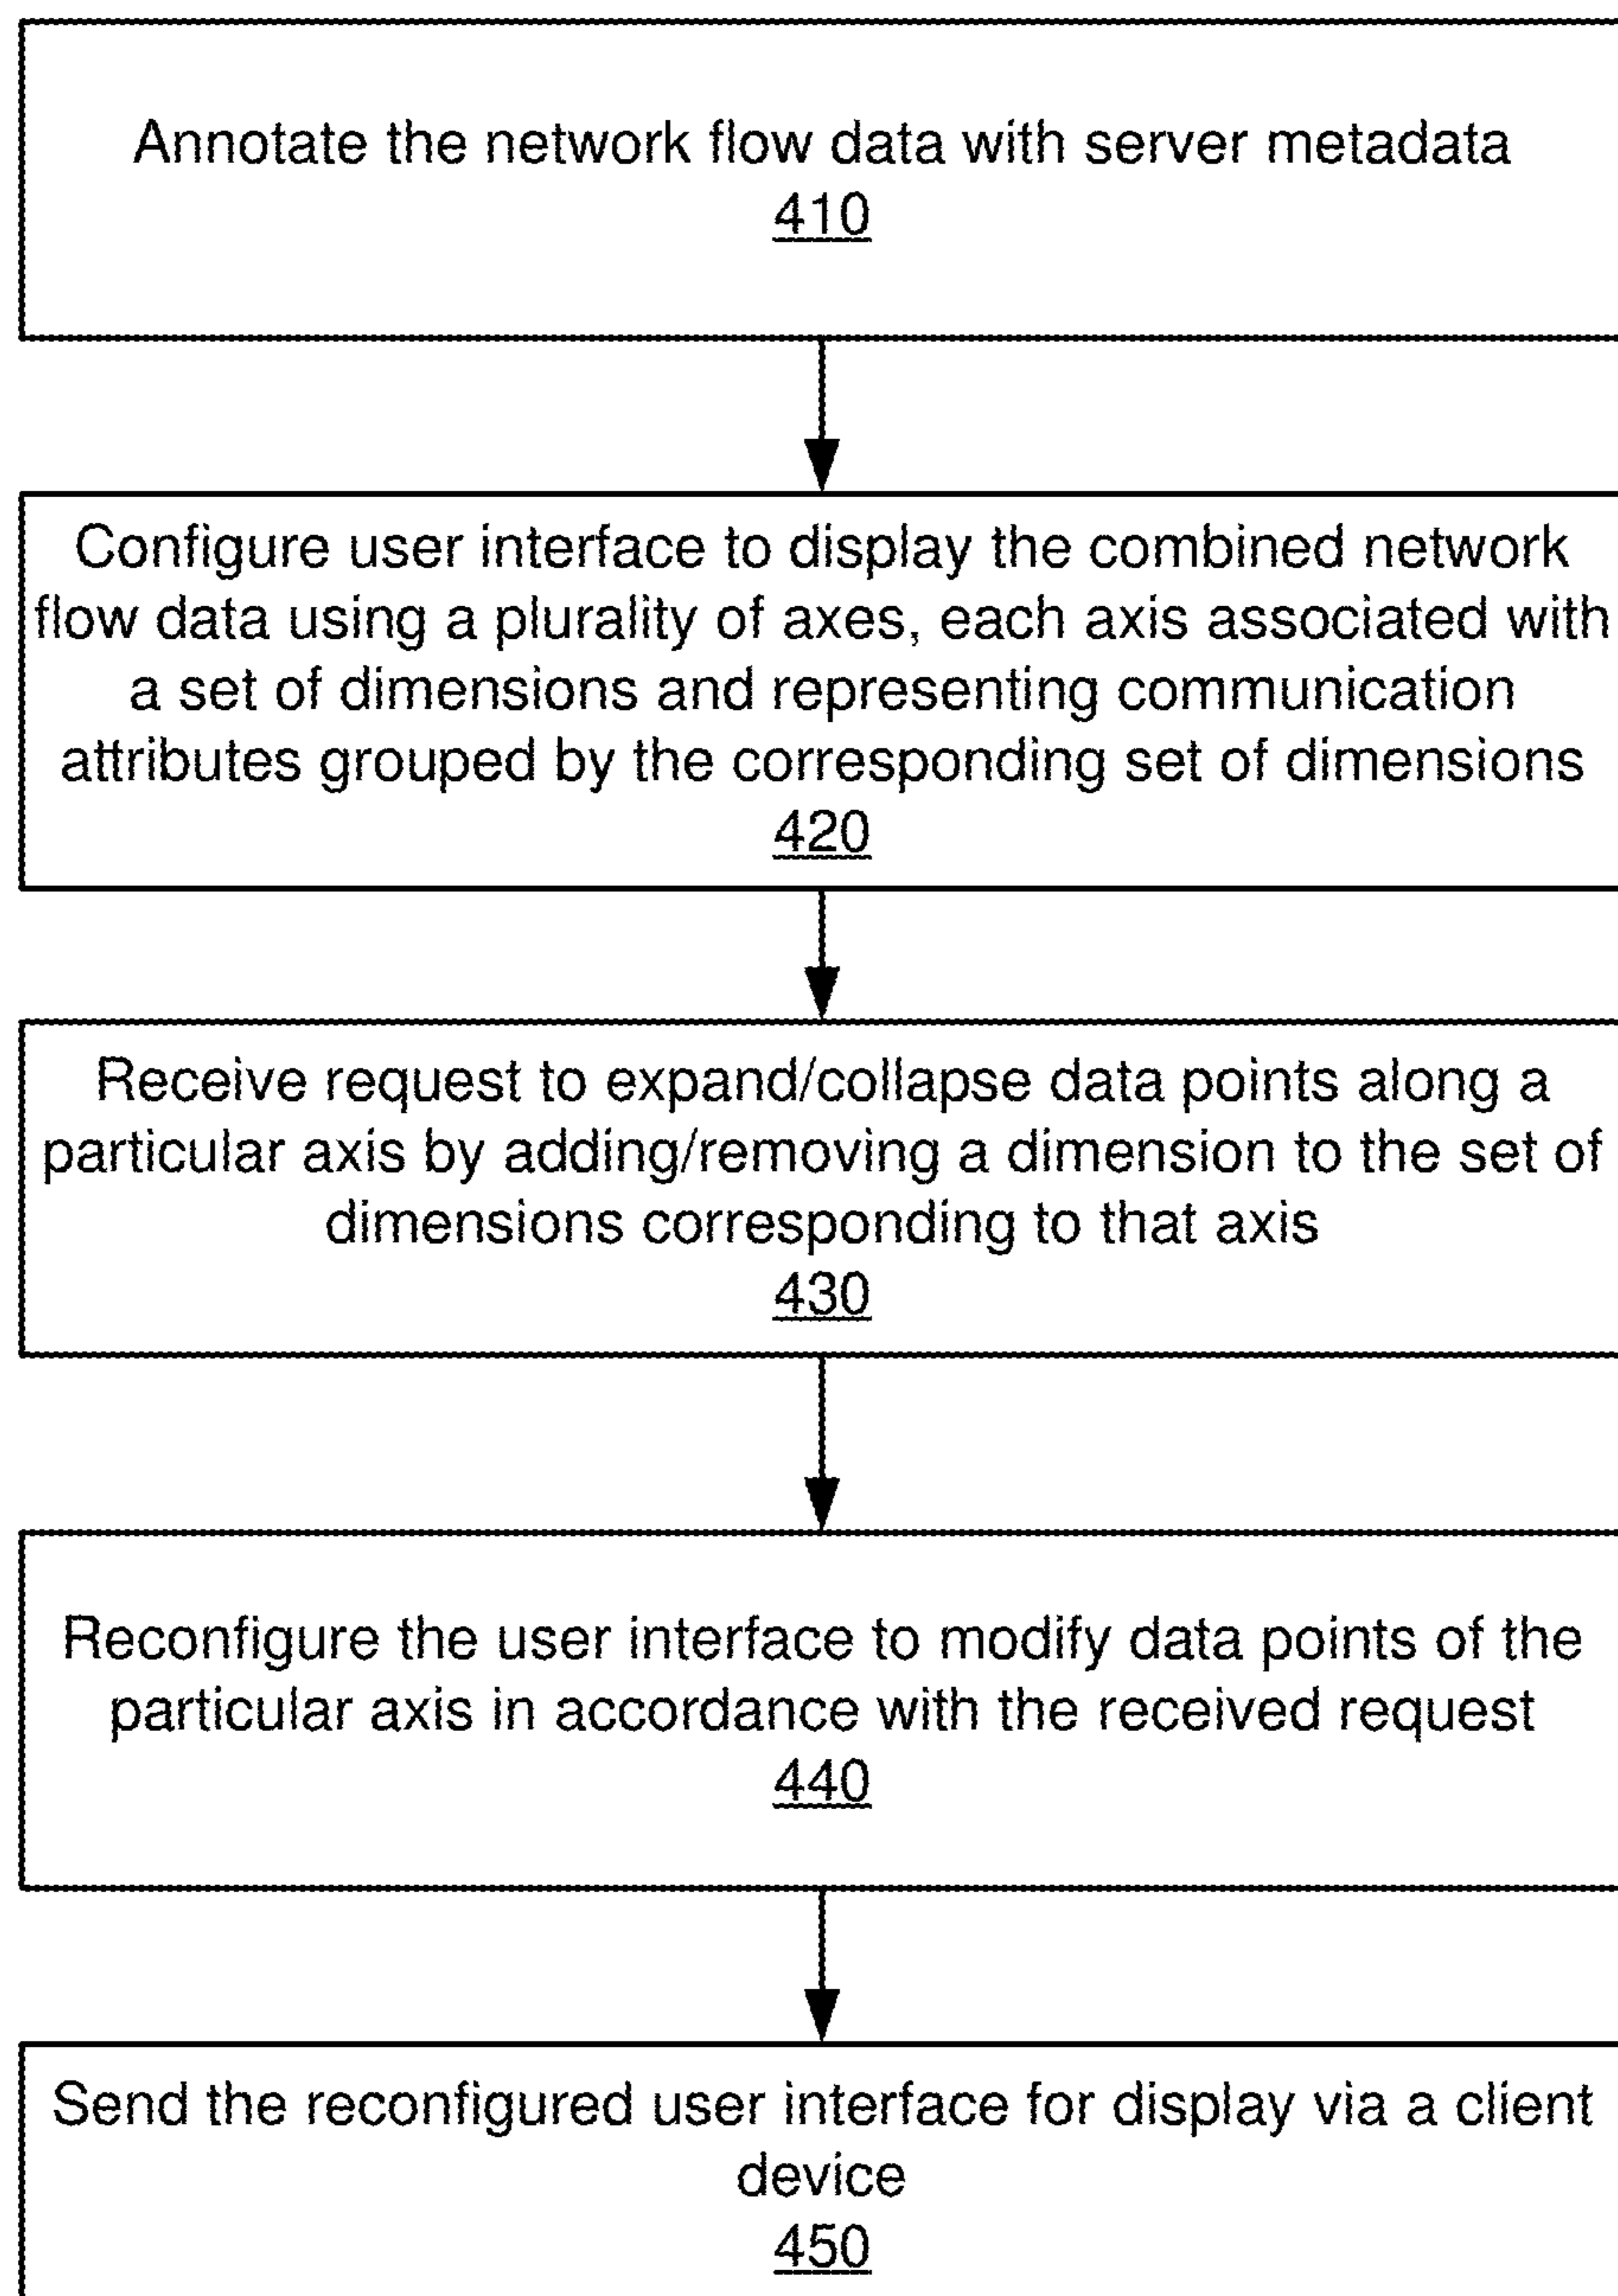 Annotate the network flow data with server metadata
410
Configure user interface to display the combined network
flow data using a plurality of axes, each axis associated with
a set of dimensions and representing communication
attributes grouped by the corresponding set of dimensions
420
Receive request to expand/collapse data points along a
particular axis by adding/removing a dimension to the set of
dimensions corresponding to that axis
430
Reconfigure the user interface to modify data points of the
particular axis in accordance with the received request
440
Send the reconfigured user interface for display via a client
device
450